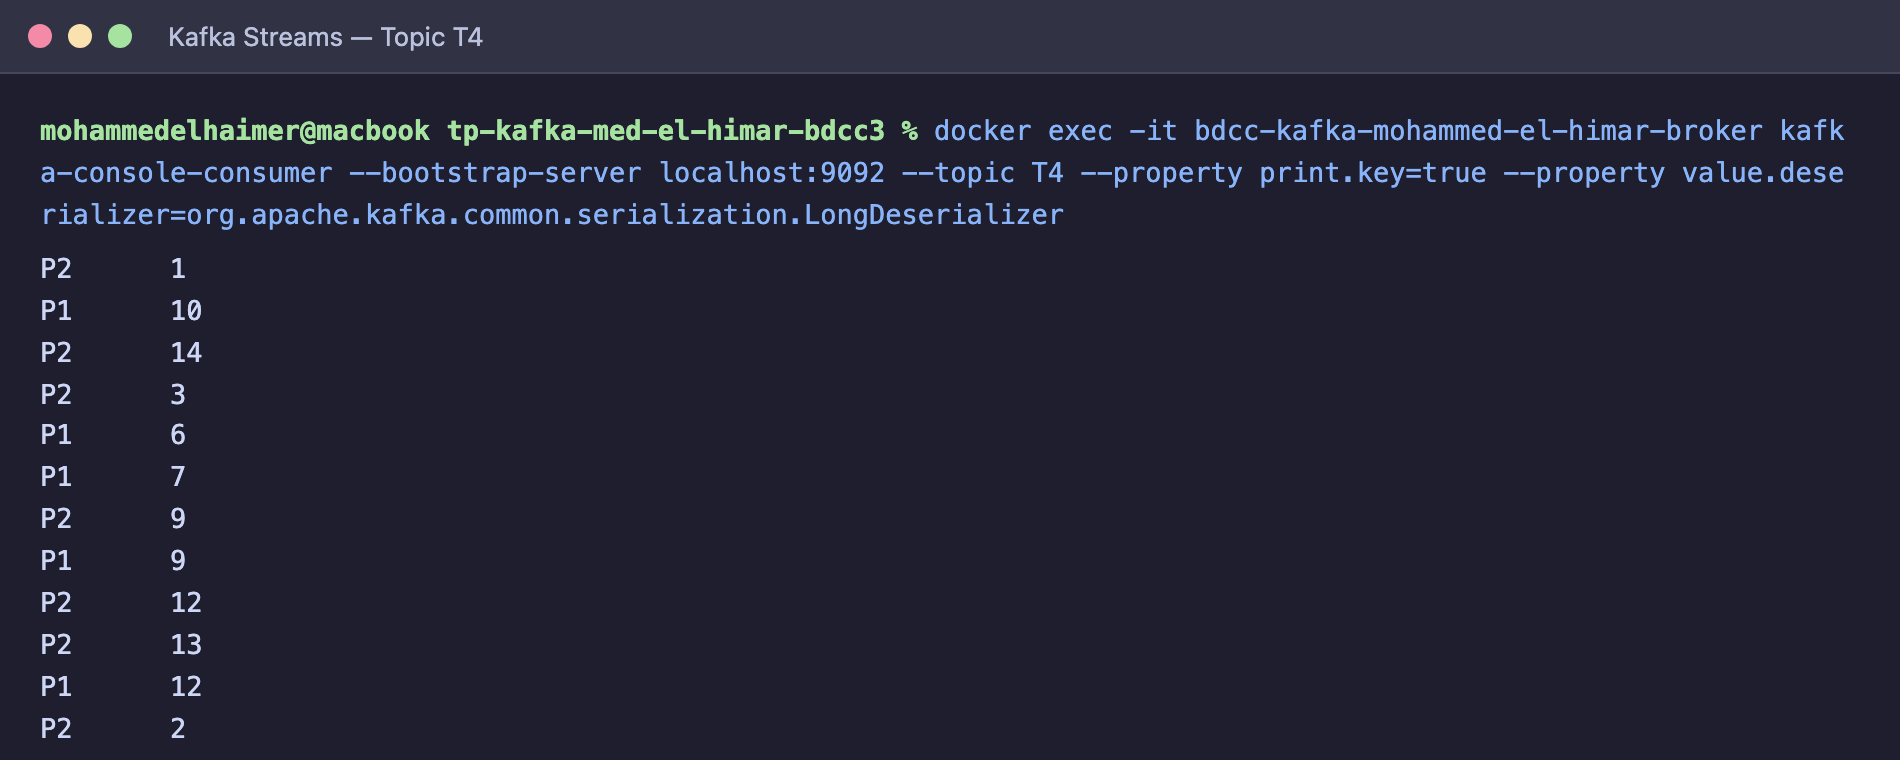 Kafka Streams — Topic T4
mohammedelhaimer@macbook tp-kafka-med-el-himar-bdcc3 % docker exec -it bdcc-kafka-mohammed-el-himar-broker kafk
a-console-consumer --bootstrap-server localhost:9092 --topic T4 --property print.key=true --property value.dese
rializer=org.apache.kafka.common.serialization.LongDeserializer
P2 1
P1 10
P2 14
P2 3
P1 6
P1 7
P2 9
P1 9
P2 12
P2 13
P1 12
P2 2